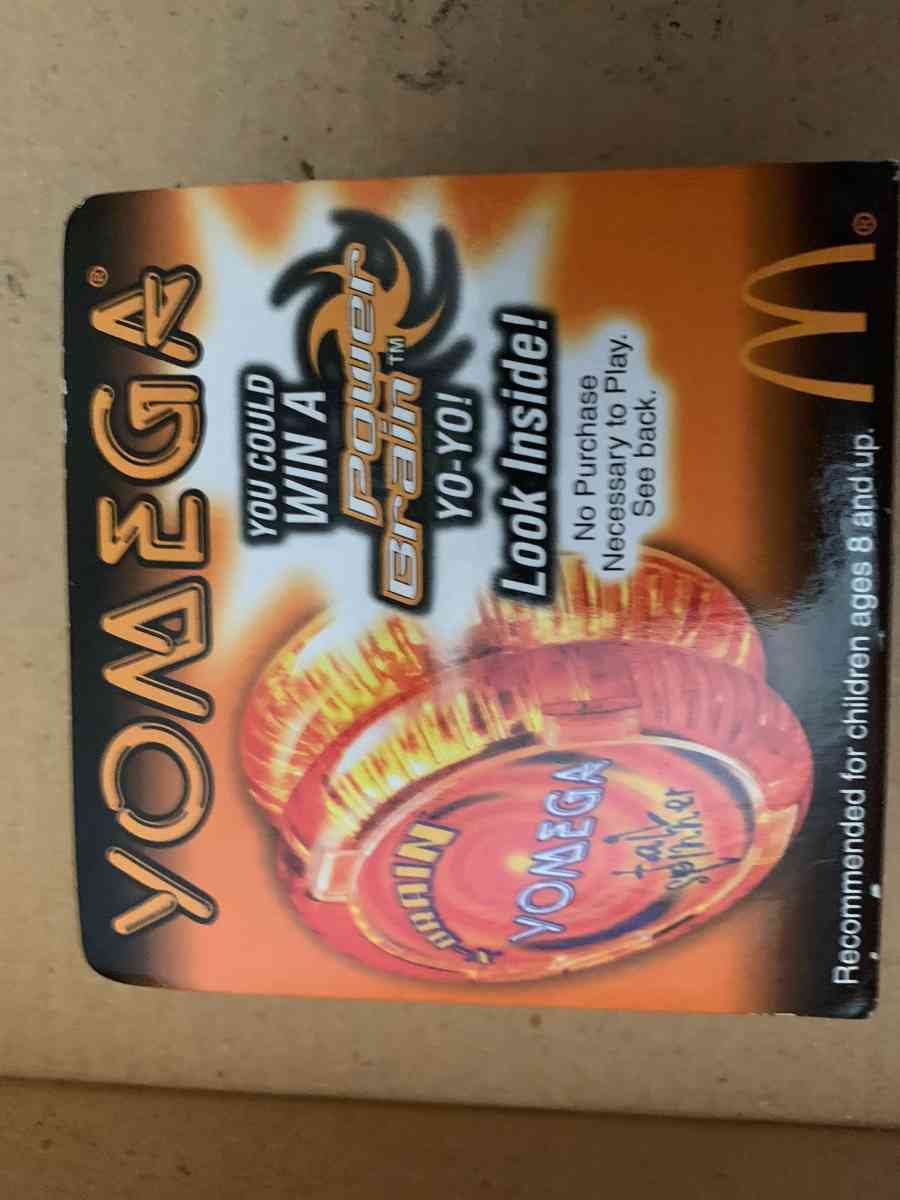 YOMEGA®
YOU COULD
WIN A
Power
Brain™
YO-YO!
Look Inside!
No Purchase
Necessary to Play.
See back.
BRAIN
YOMEGA
tail
spinner
M®
Recommended for children ages 8 and up.